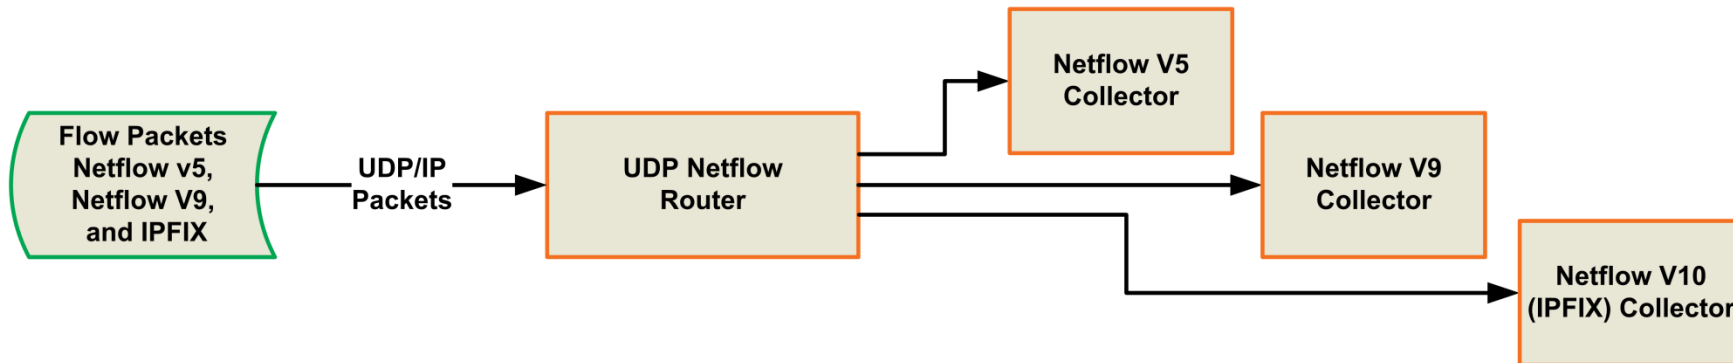 Flow Packets
Netflow v5,
Netflow V9,
and IPFIX
UDP/IP
Packets
UDP Netflow
Router
Netflow V5
Collector
Netflow V9
Collector
Netflow V10
(IPFIX) Collector